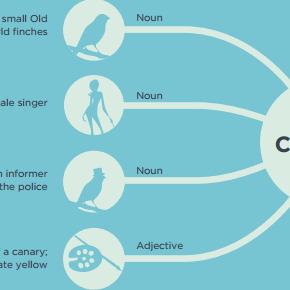 small Old
Noun
ld finches
Noun
ale singer
Noun
informer
the police
Adjective
a canary;
ate yellow
C